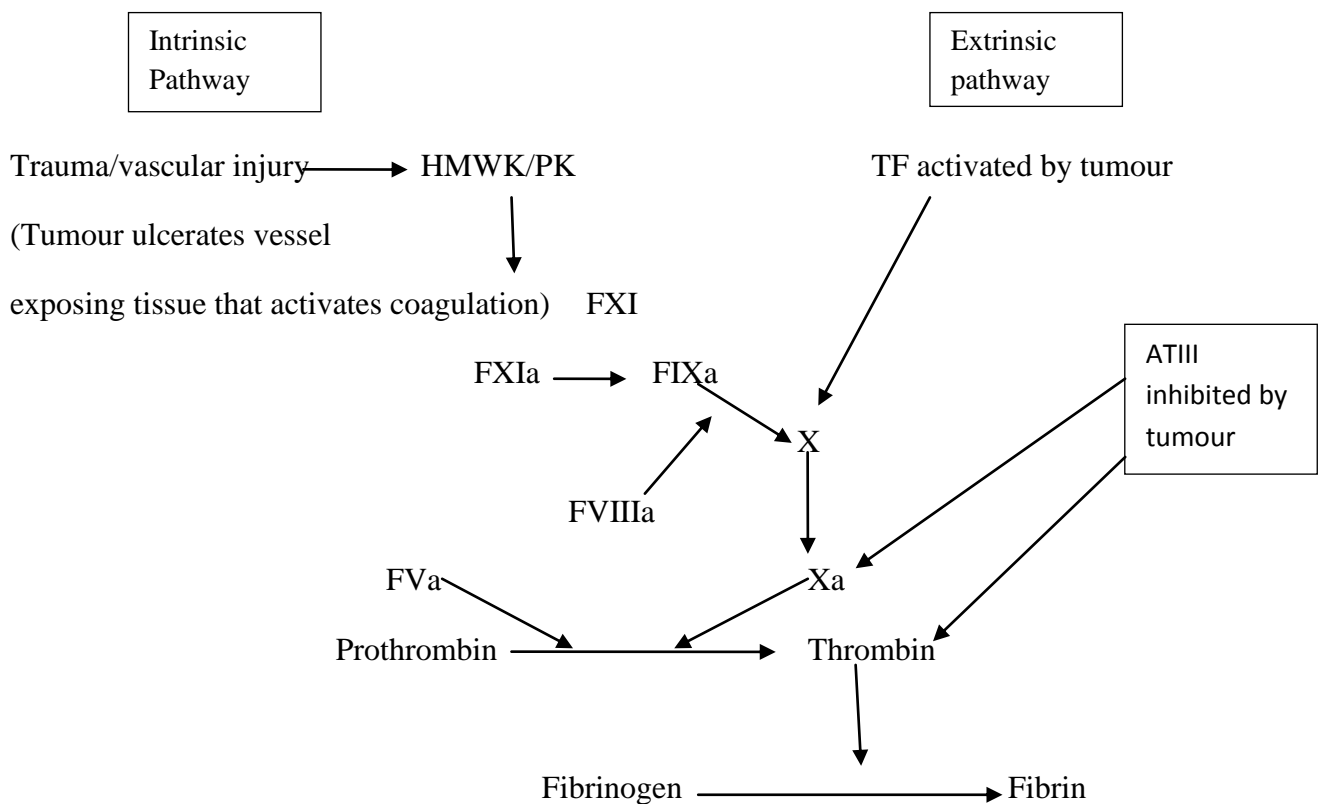 Intrinsic
Pathway
Extrinsic
pathway
Trauma/vascular injury
HMWK/PK
TF activated by tumour
(Tumour ulcerates vessel
exposing tissue that activates coagulation)
FXI
ATIII
inhibited by
tumour
FXIa
FIXa
X
FVIIIa
FVa
Xa
Prothrombin
Thrombin
Fibrinogen
Fibrin